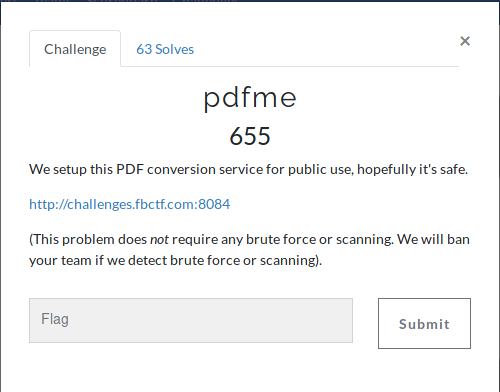 Challenge
63 Solves
×
pdfme
655
We setup this PDF conversion service for public use, hopefully it's safe.
http://challenges.fbctf.com:8084
(This problem does not require any brute force or scanning. We will ban
your team if we detect brute force or scanning).
Flag
Submit